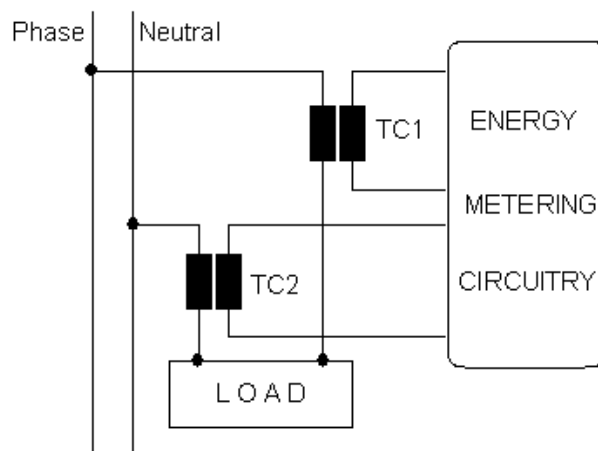 Phase Neutral
TC1
ENERGY
METERING
TC2
CIRCUITRY
LOAD